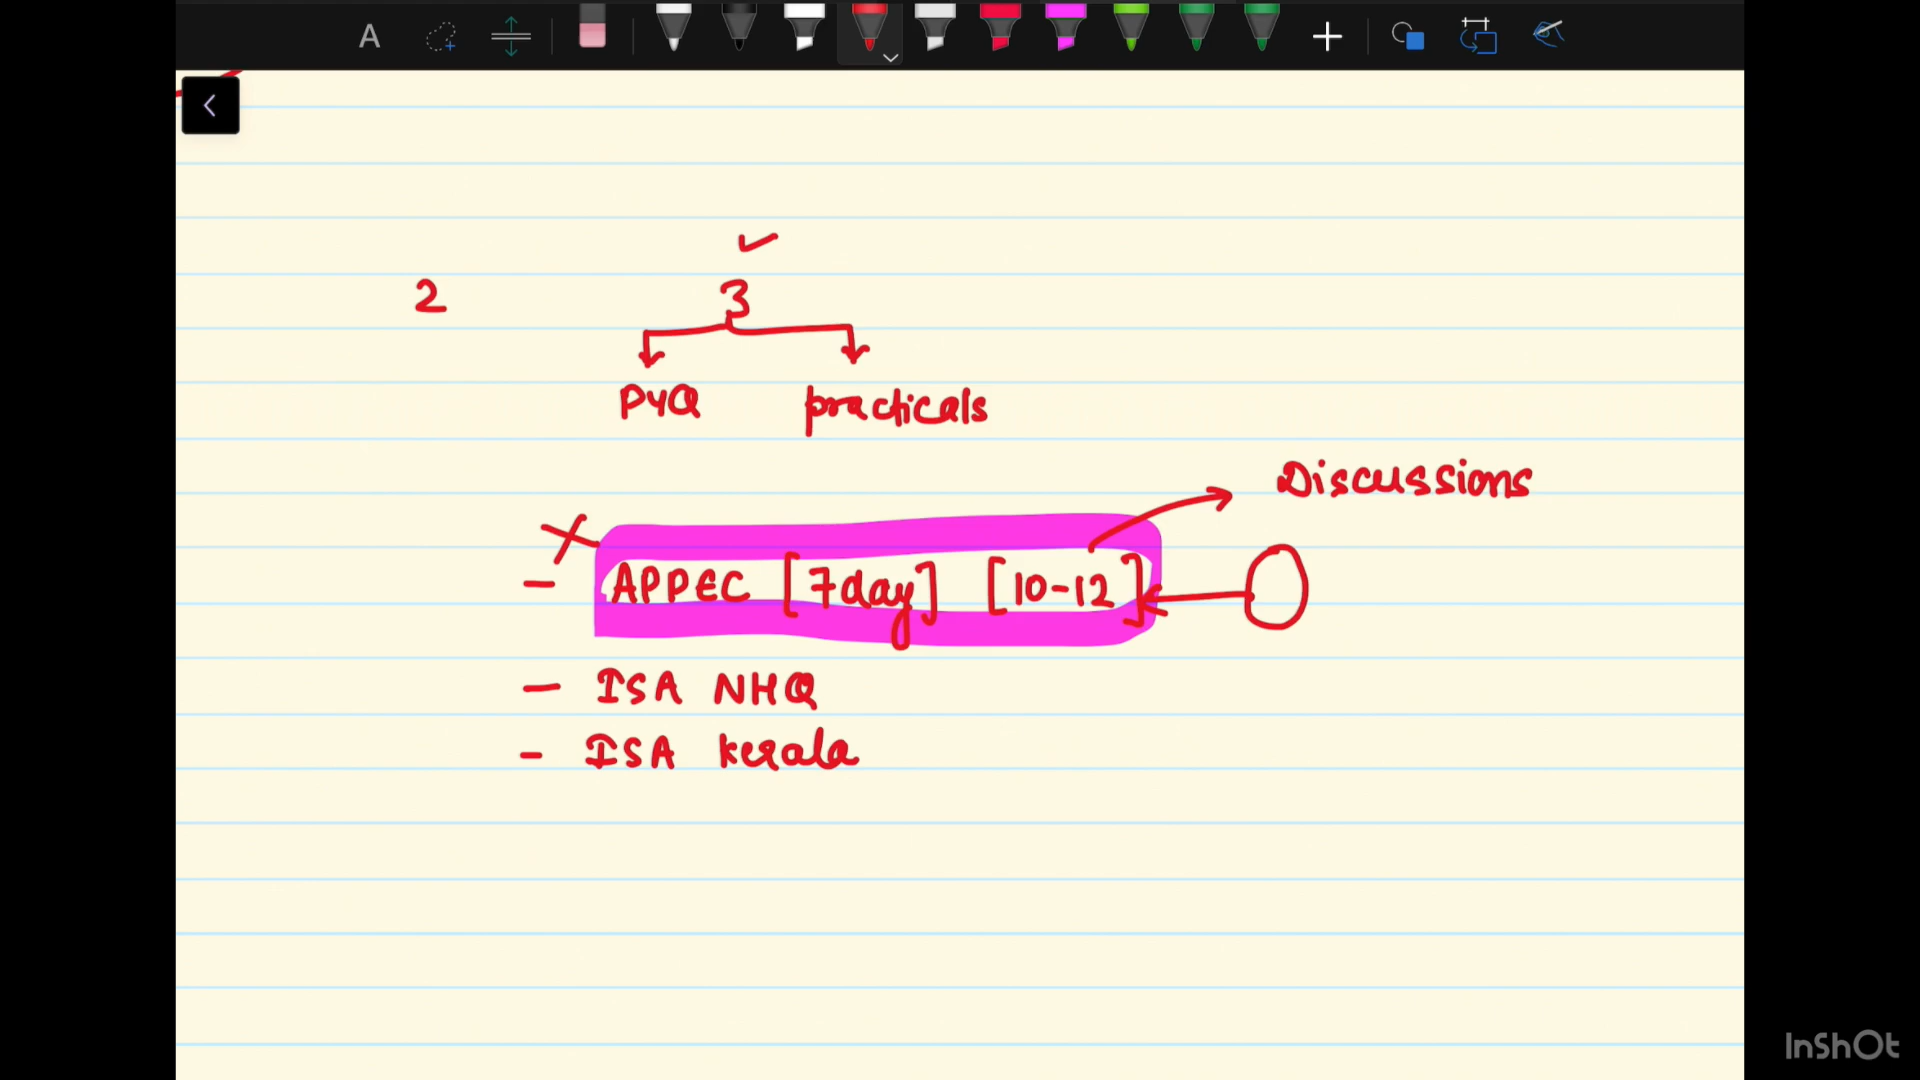 A
2 3
PYQ practicals
Discussions
- APPEC [7day] [10-12]
- ISA NHQ
- ISA kerala
InShOt